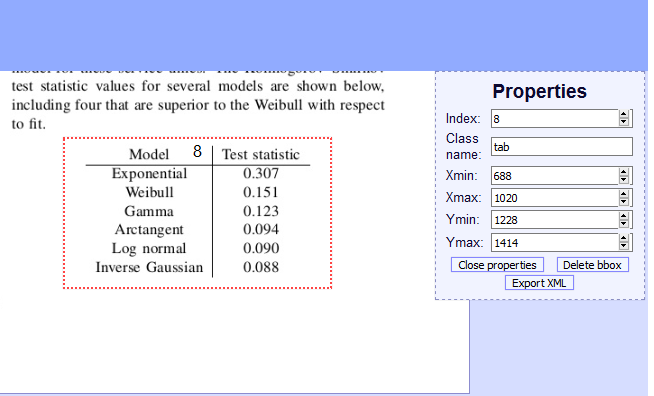 test statistic values for several models are shown below,
including four that are superior to the Weibull with respect
to fit.
8
Model Test statistic
Exponential 0.307
Weibull 0.151
Gamma 0.123
Arctangent 0.094
Log normal 0.090
Inverse Gaussian 0.088
Properties
Index: 8
Class name: tab
Xmin: 688
Xmax: 1020
Ymin: 1228
Ymax: 1414
Close properties Delete bbox
Export XML